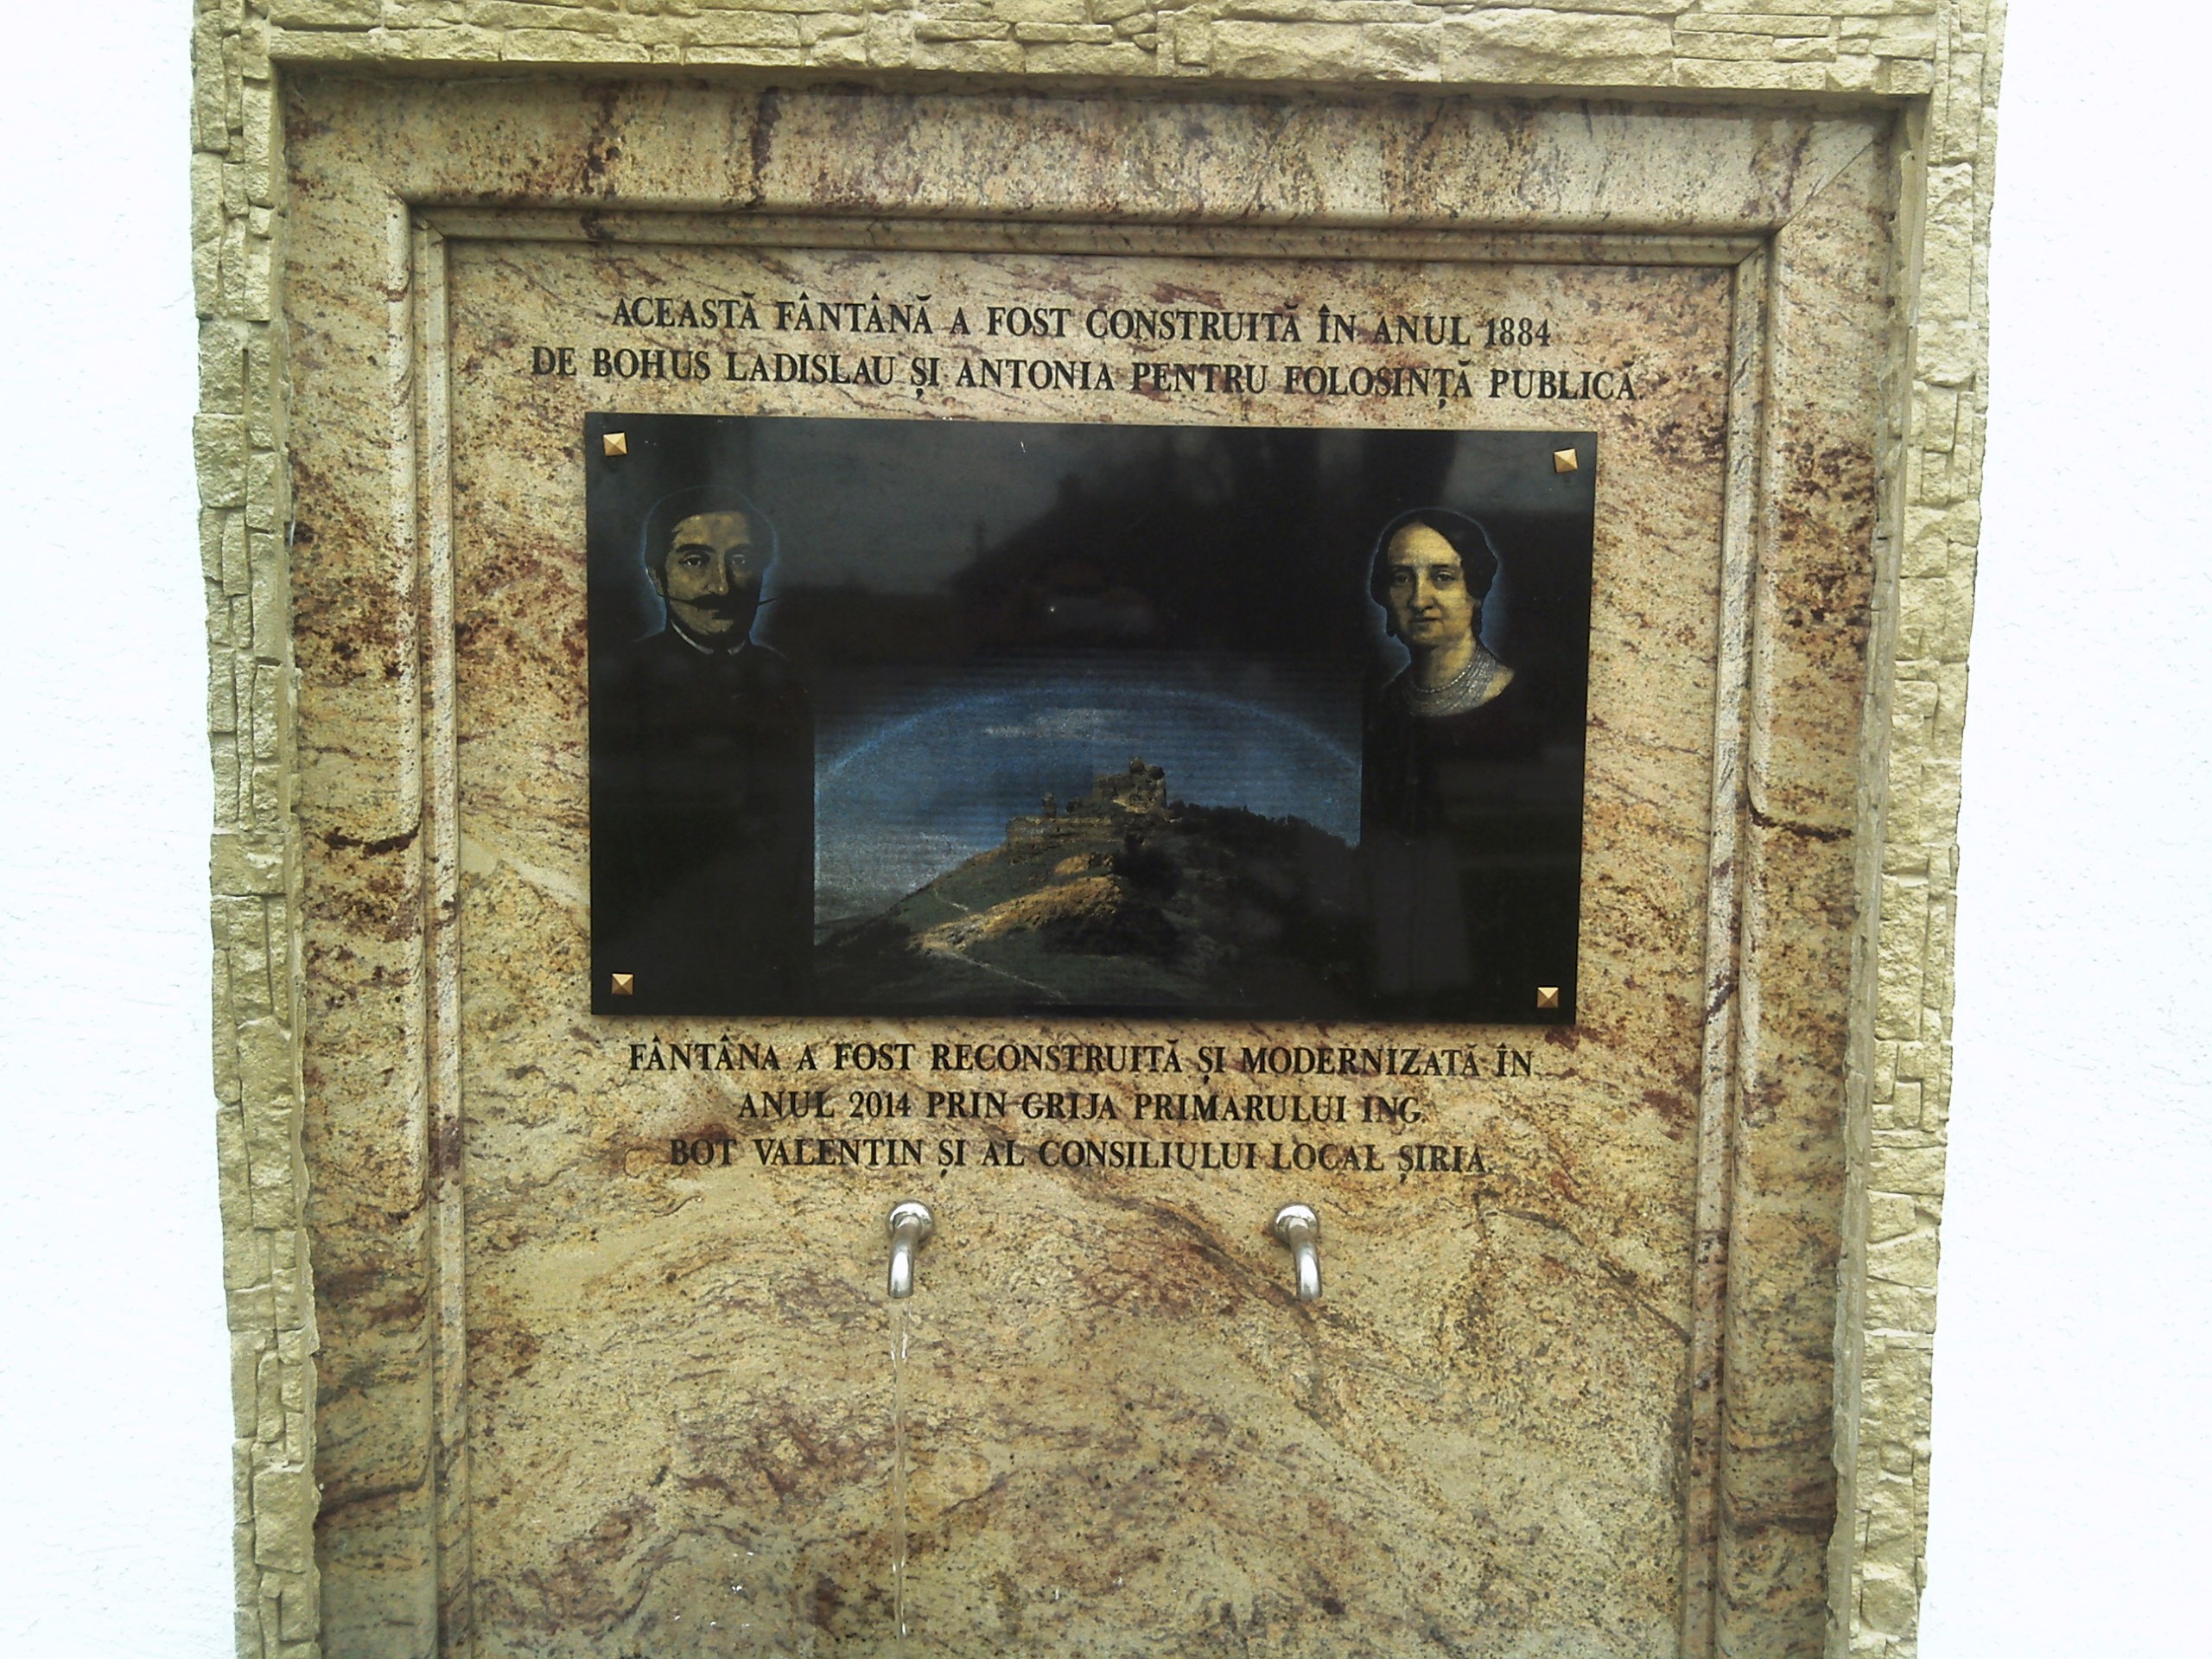 ACEASTĂ FÂNTÂNĂ A FOST CONSTRUITĂ ÎN ANUL 1884
DE BOHUS LADISLAU ȘI ANTONIA PENTRU FOLOSINȚĂ PUBLICĂ.
FÂNTÂNA A FOST RECONSTRUITĂ ȘI MODERNIZATĂ ÎN
ANUL 2014 PRIN GRIJA PRIMARULUI ING.
BOT VALENTIN ȘI AL CONSILIULUI LOCAL ȘIRIA.